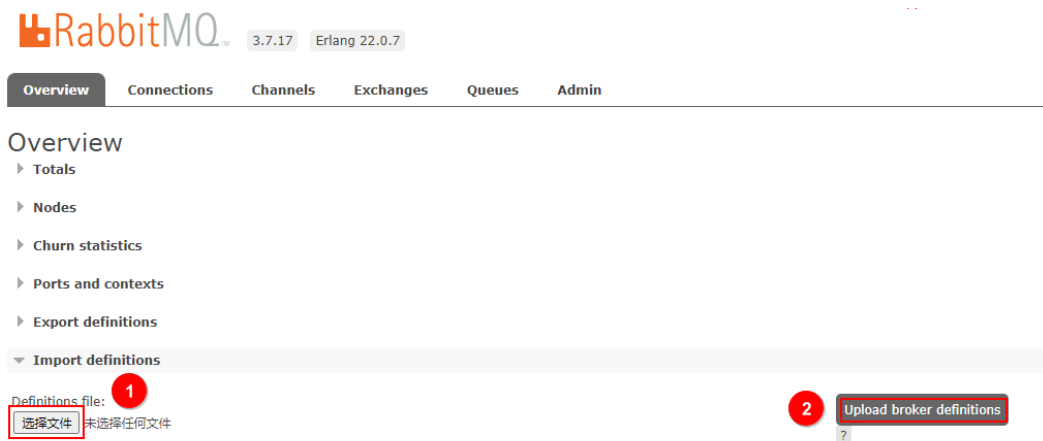 RabbitMQ TM 3.7.17 Erlang 22.0.7
Overview Connections Channels Exchanges Queues Admin
Overview
Totals
Nodes
Churn statistics
Ports and contexts
Export definitions
Import definitions
Definitions file:
1
选择文件 未选择任何文件
2 Upload broker definitions
?